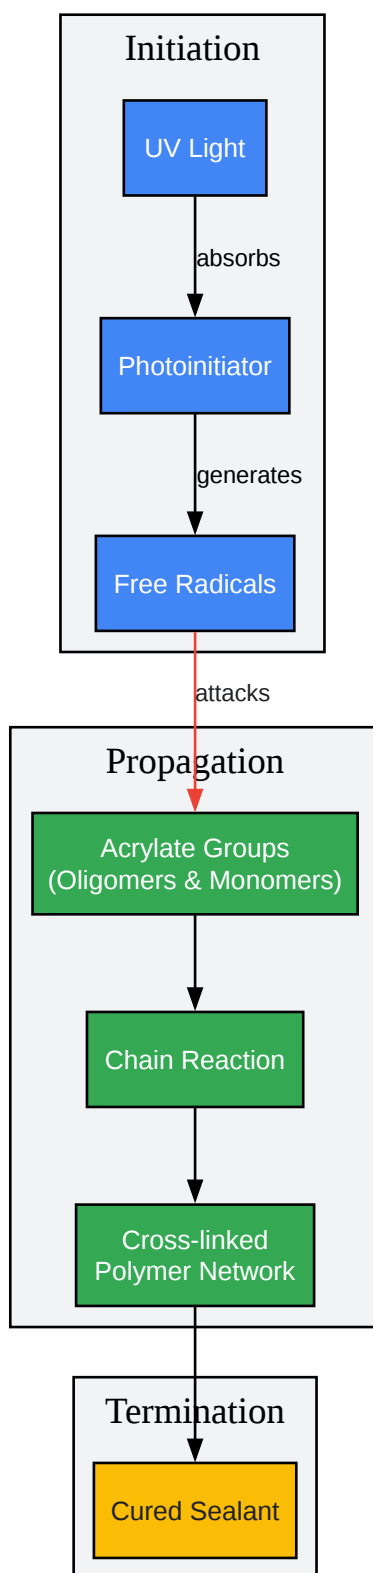 Initiation
UV Light
absorbs
Photoinitiator
generates
Free Radicals
attacks
Propagation
Acrylate Groups
(Oligomers & Monomers)
Chain Reaction
Cross-linked
Polymer Network
Termination
Cured Sealant